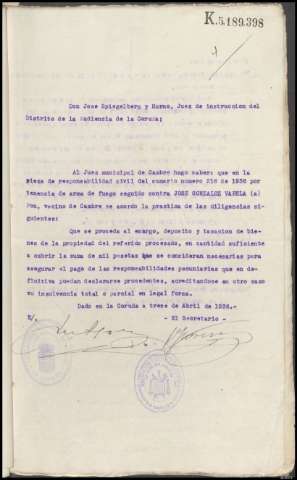 K.5.189.398
Don Jose Spiegelberg y Horno, Juez de instruccion del
Distrito de la Audiencia de la Coruña;
Al Juez municipal de Cambre hago saber: que en la
pieza de responsabilidad civil del sumario numero 216 de 1936 por
tenencia de arma de fuego seguido contra JOSE GONZALEZ VARELA (a)
Pon, vecino de Cambre se acordo la practica de las diligencias si-
guientes:
Que se proceda al embargo, deposito y tasacion de bie-
nes de la propiedad del referido procesado, en cantidad suficiente
a cubrir la suma de mil pesetas que se consideran necesarias para
asegurar el pago de las responsabilidades pecuniarias que en de-
finitiva puedan declararse procedentes, acreditandose en otro caso
su insolvencia total o parcial en legal forma.
Dado en la Coruña a trece de Abril de 1936.-
E/.
- El Secretario -